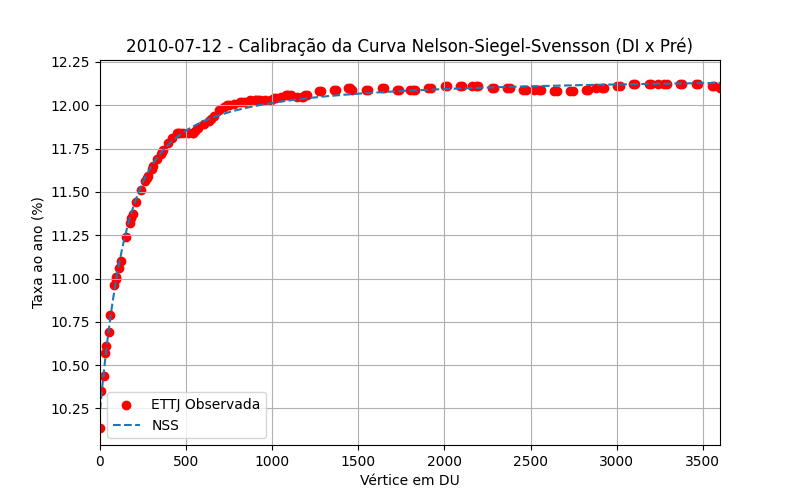 2010-07-12 - Calibração da Curva Nelson-Siegel-Svensson (DI x Pré)
12.25
12.00
11.75
11.50
11.25
11.00
10.75
10.50
10.25
Taxa ao ano (%)
ETTJ Observada
NSS
0 500 1000 1500 2000 2500 3000 3500
Vértice em DU